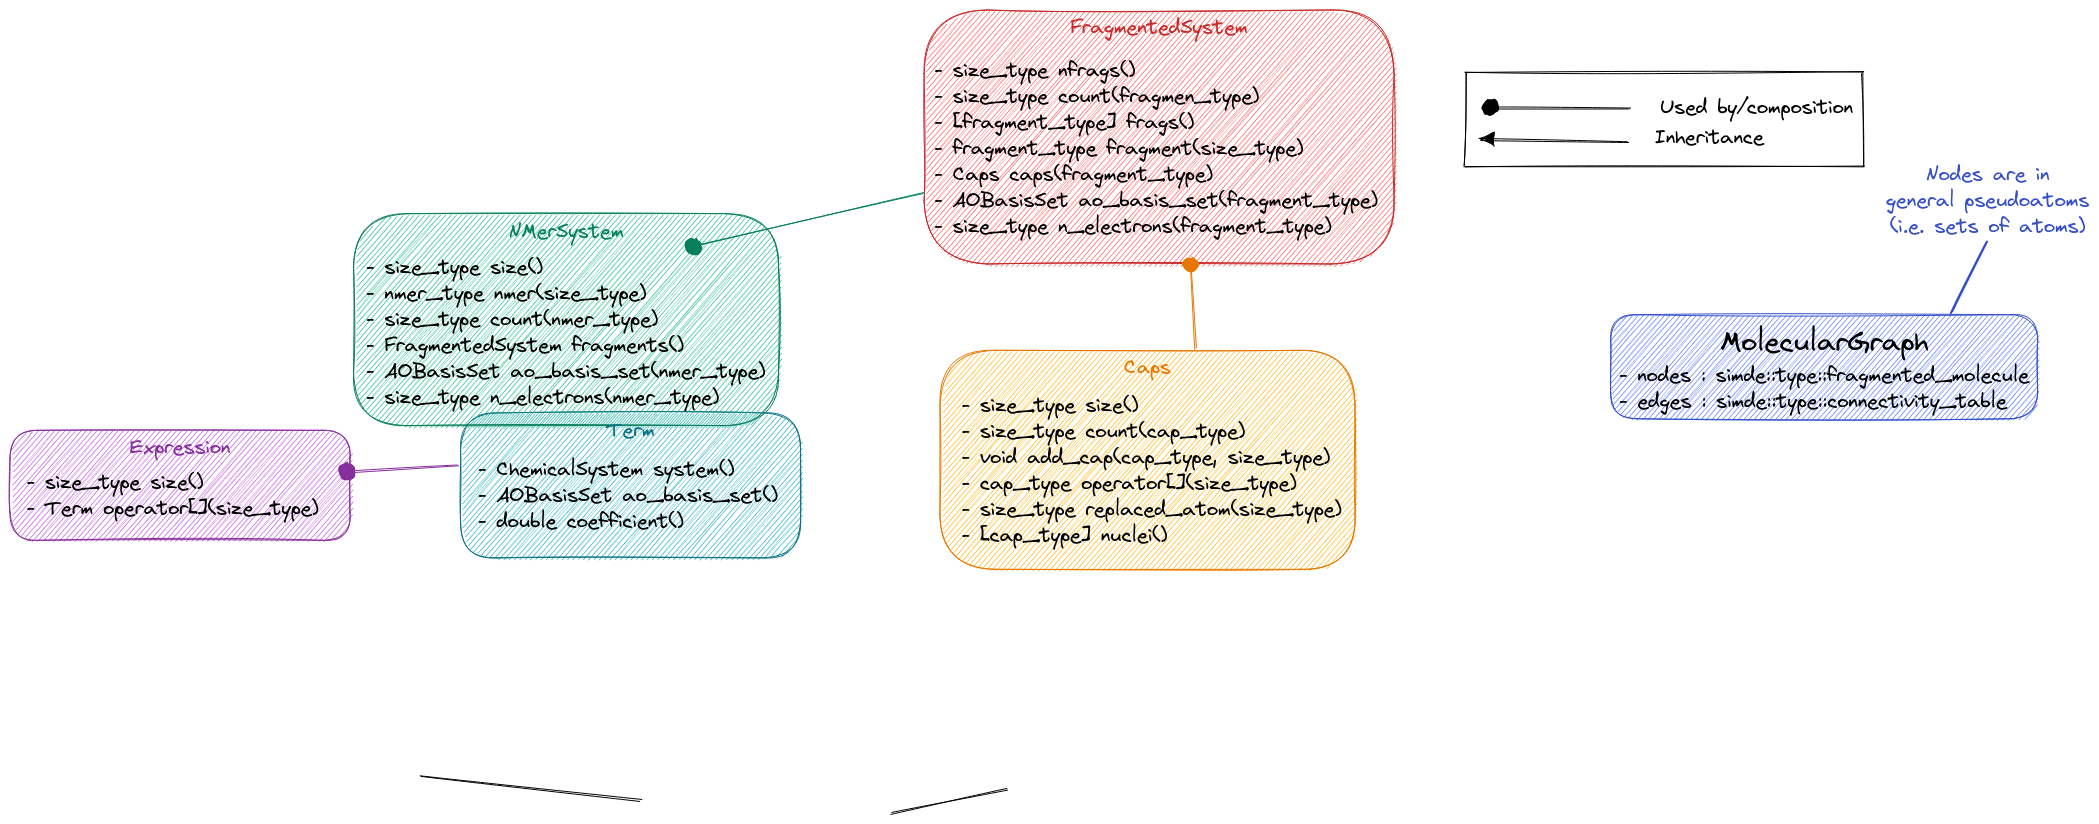 FragmentedSystem
- size_type nfrags()
- size_type count(fragmen_type)
- [fragment_type] frags()
- fragment_type fragment(size_type)
- Caps caps(fragment_type)
- AOBasisSet ao_basis_set(fragment_type)
- size_type n_electrons(fragment_type)
Used by/composition
Inheritance
Nodes are in
general pseudoatoms
(i.e. sets of atoms)
NMerSystem
- size_type size()
- nmer_type nmer(size_type)
- size_type count(nmer_type)
- FragmentedSystem fragments()
- AOBasisSet ao_basis_set(nmer_type)
- size_type n_electrons(nmer_type)
MolecularGraph
- nodes : simde::type::fragmented_molecule
- edges : simde::type::connectivity_table
Caps
- size_type size()
- size_type count(cap_type)
- void add_cap(cap_type, size_type)
- cap_type operator[](size_type)
- size_type replaced_atom(size_type)
- [cap_type] nuclei()
Expression
- size_type size()
- Term operator[](size_type)
Term
- ChemicalSystem system()
- AOBasisSet ao_basis_set()
- double coefficient()